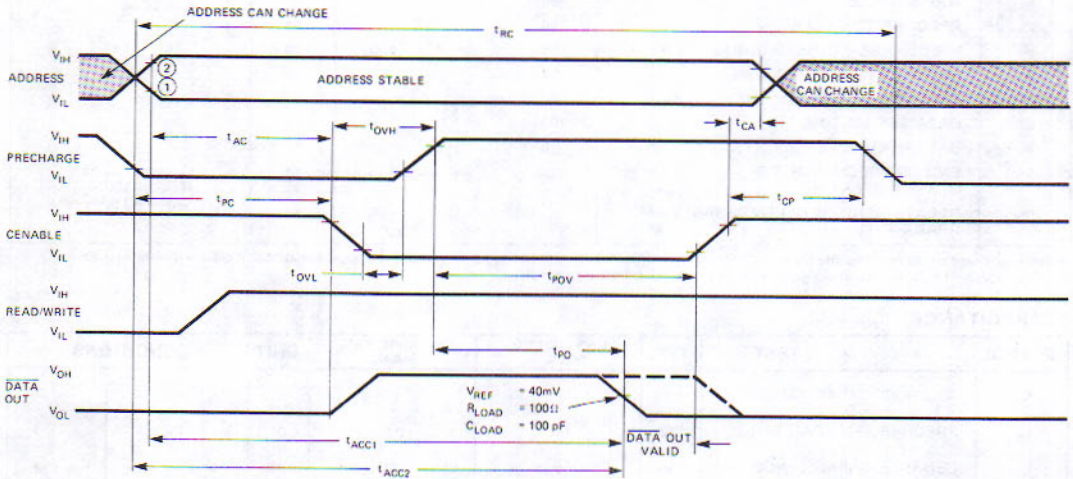 ADDRESS CAN CHANGE
tRC
VIH
ADDRESS
VIL
②
①
ADDRESS STABLE
ADDRESS
CAN CHANGE
tCA
VIH
PRECHARGE
VIL
tAC
tOVH
tPC
tCP
VIH
CENABLE
VIL
tOVL
tPOV
VIH
READ/WRITE
VIL
tPO
VOH
DATA
OUT
VOL
VREF = 40mV
RLOAD = 100Ω
CLOAD = 100 pF
DATA OUT
VALID
tACC1
tACC2